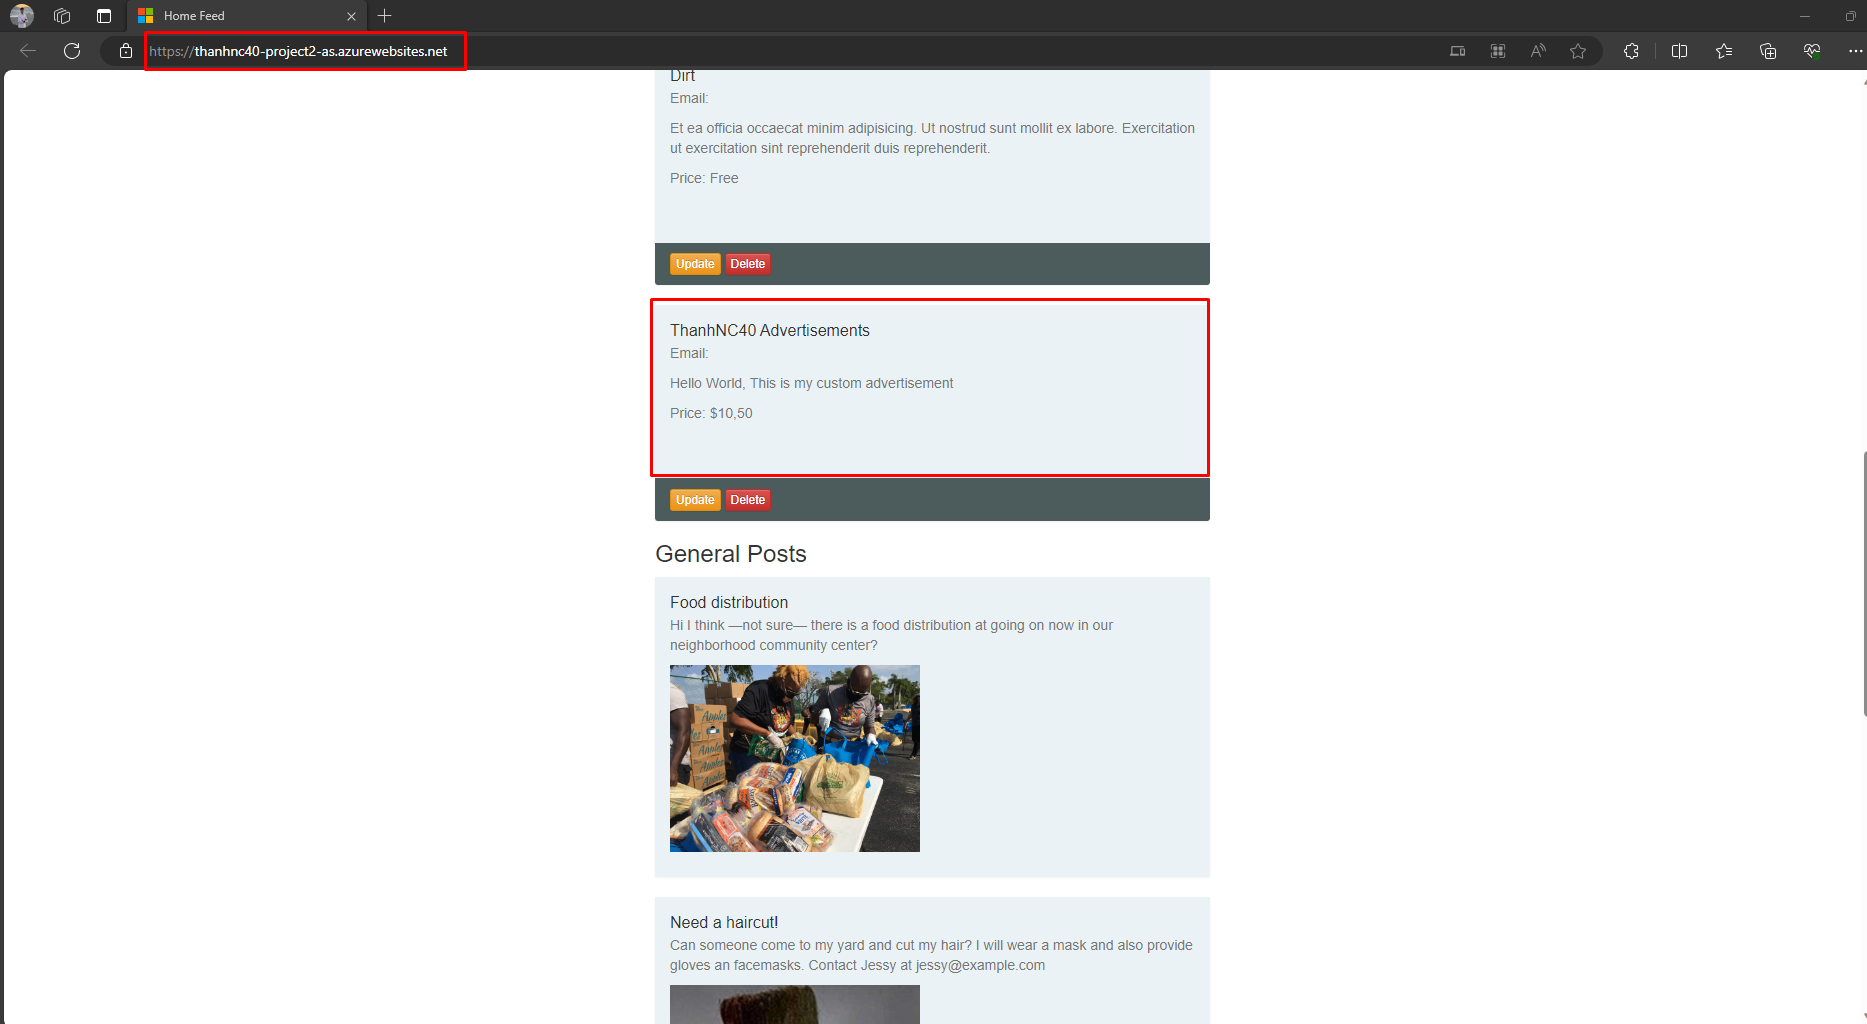 Home Feed
https://thanhnc40-project2-as.azurewebsites.net
Dirt
Email:
Et ea officia occaecat minim adipisicing. Ut nostrud sunt mollit ex labore. Exercitation
ut exercitation sint reprehenderit duis reprehenderit.
Price: Free
Update Delete
ThanhNC40 Advertisements
Email:
Hello World, This is my custom advertisement
Price: $10,50
Update Delete
General Posts
Food distribution
Hi I think —not sure— there is a food distribution at going on now in our
neighborhood community center?
Apples
Apples
Apples
Apples
Need a haircut!
Can someone come to my yard and cut my hair? I will wear a mask and also provide
gloves an facemasks. Contact Jessy at jessy@example.com